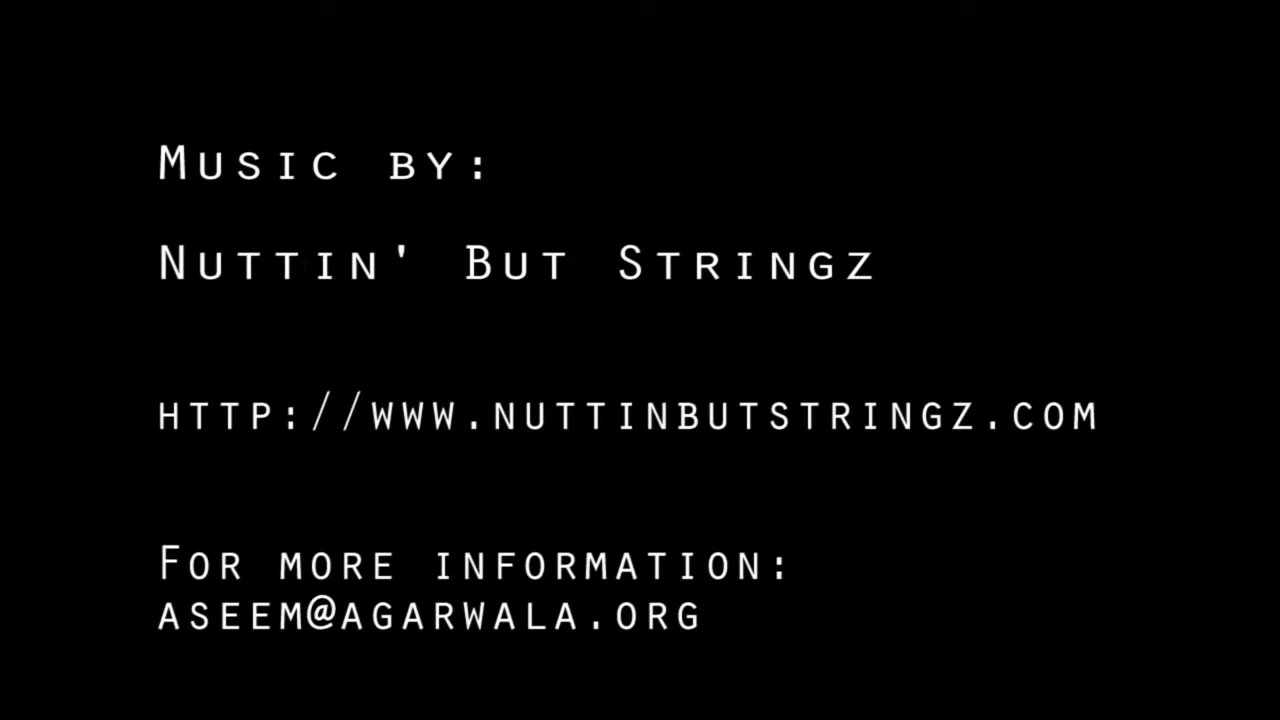 Music by:
Nuttin' But Stringz
http://www.nuttinbutstringz.com
For more information:
aseem@agarwala.org